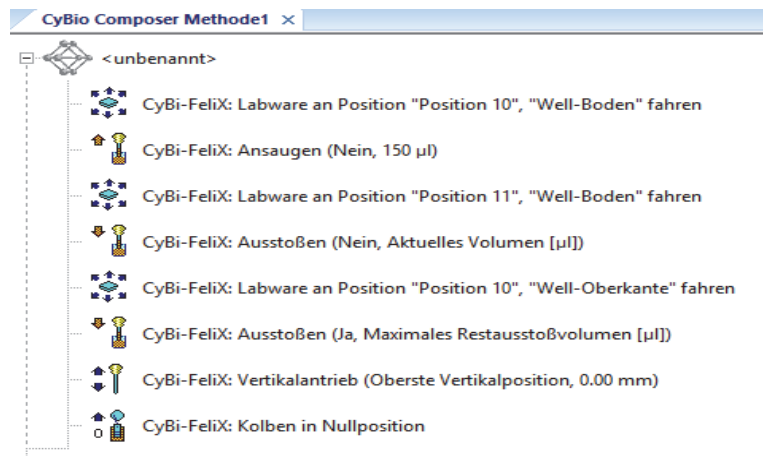 CyBio Composer Methode1 ×
<unbenannt>
CyBi-FeliX: Labware an Position "Position 10", "Well-Boden" fahren
CyBi-FeliX: Ansaugen (Nein, 150 µl)
CyBi-FeliX: Labware an Position "Position 11", "Well-Boden" fahren
CyBi-FeliX: Ausstoßen (Nein, Aktuelles Volumen [µl])
CyBi-FeliX: Labware an Position "Position 10", "Well-Oberkante" fahren
CyBi-FeliX: Ausstoßen (Ja, Maximales Restausstoßvolumen [µl])
CyBi-FeliX: Vertikalantrieb (Oberste Vertikalposition, 0.00 mm)
0 CyBi-FeliX: Kolben in Nullposition